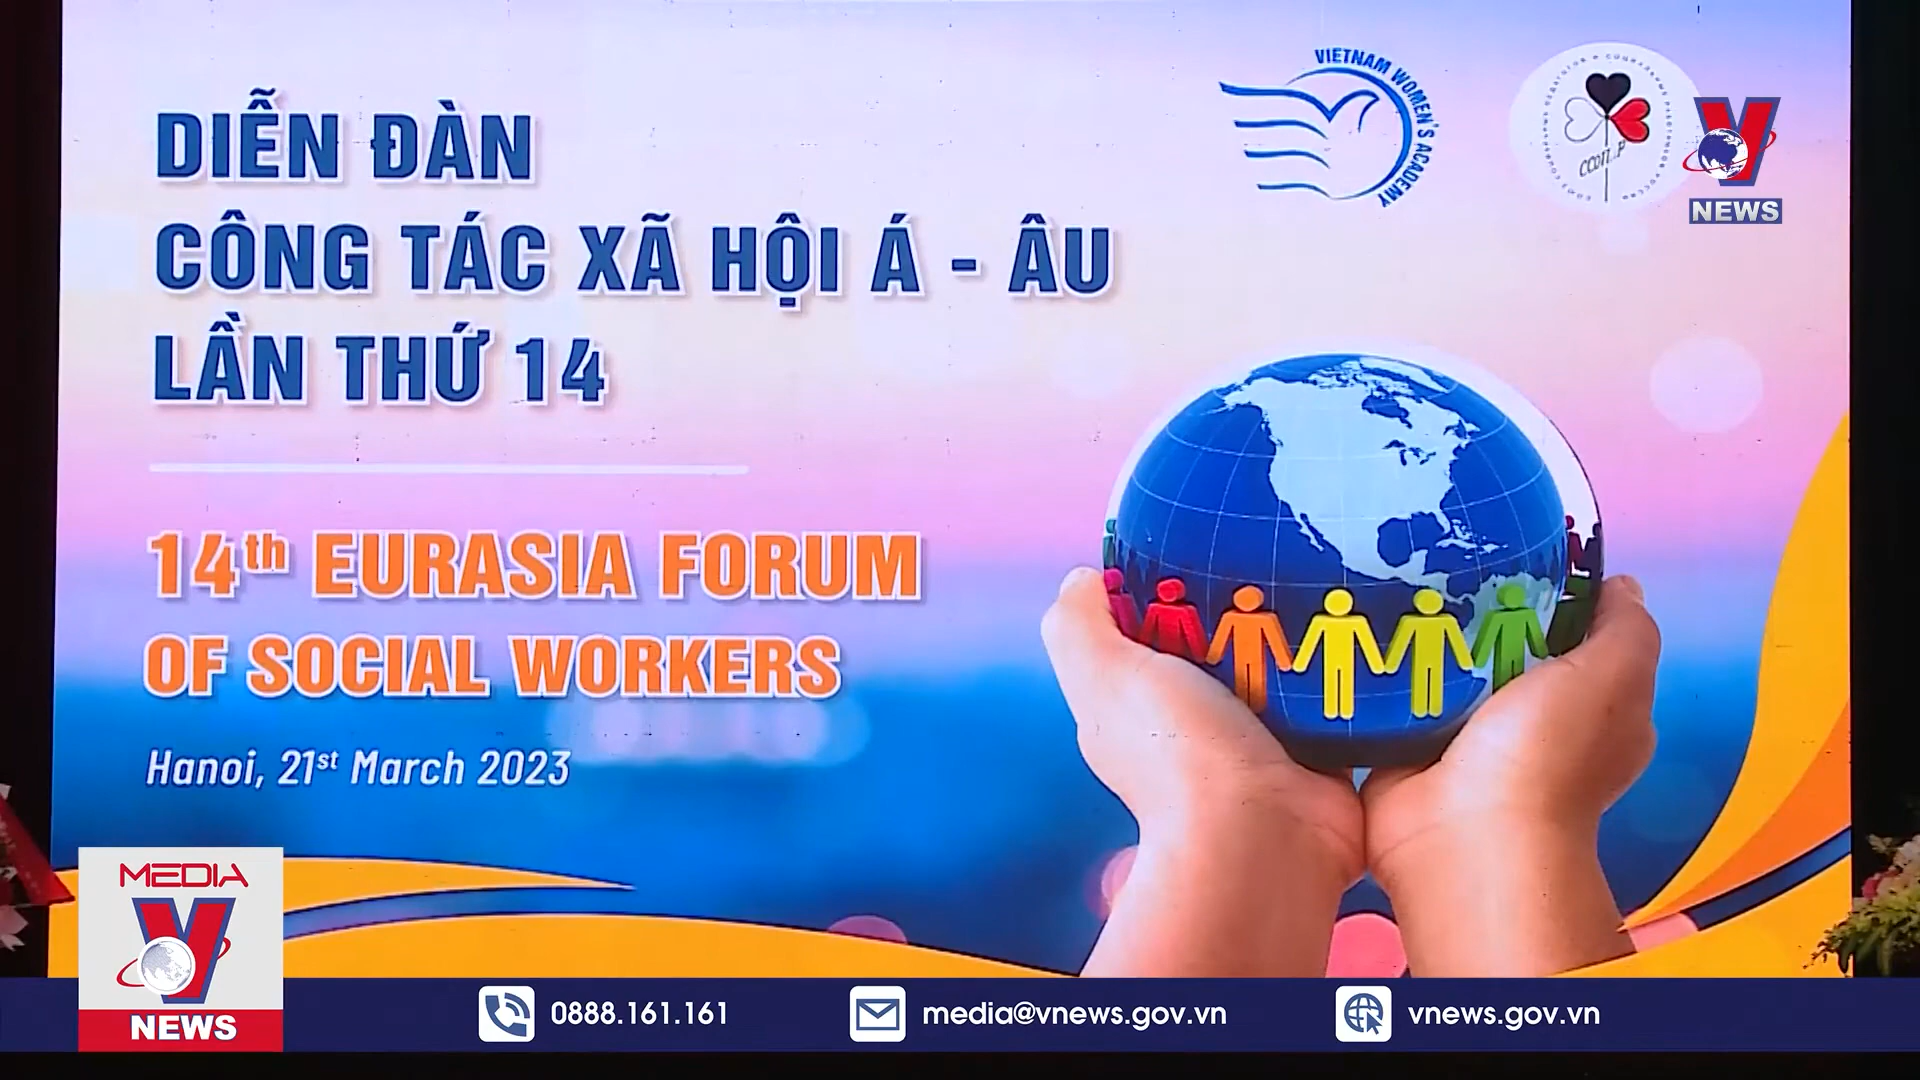 DIỄN ĐÀN
CÔNG TÁC XÃ HỘI Á - ÂU
LẦN THỨ 14
14th EURASIA FORUM
OF SOCIAL WORKERS
Hanoi, 21st March 2023
VIETNAM WOMEN'S ACADEMY
V
NEWS
MEDIA
V
NEWS
0888.161.161
media@vnews.gov.vn
vnews.gov.vn